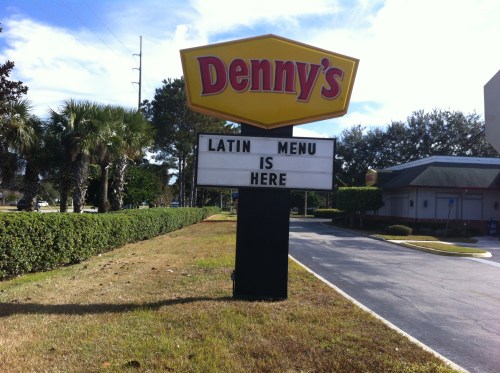 Denny's
LATIN MENU
IS
HERE